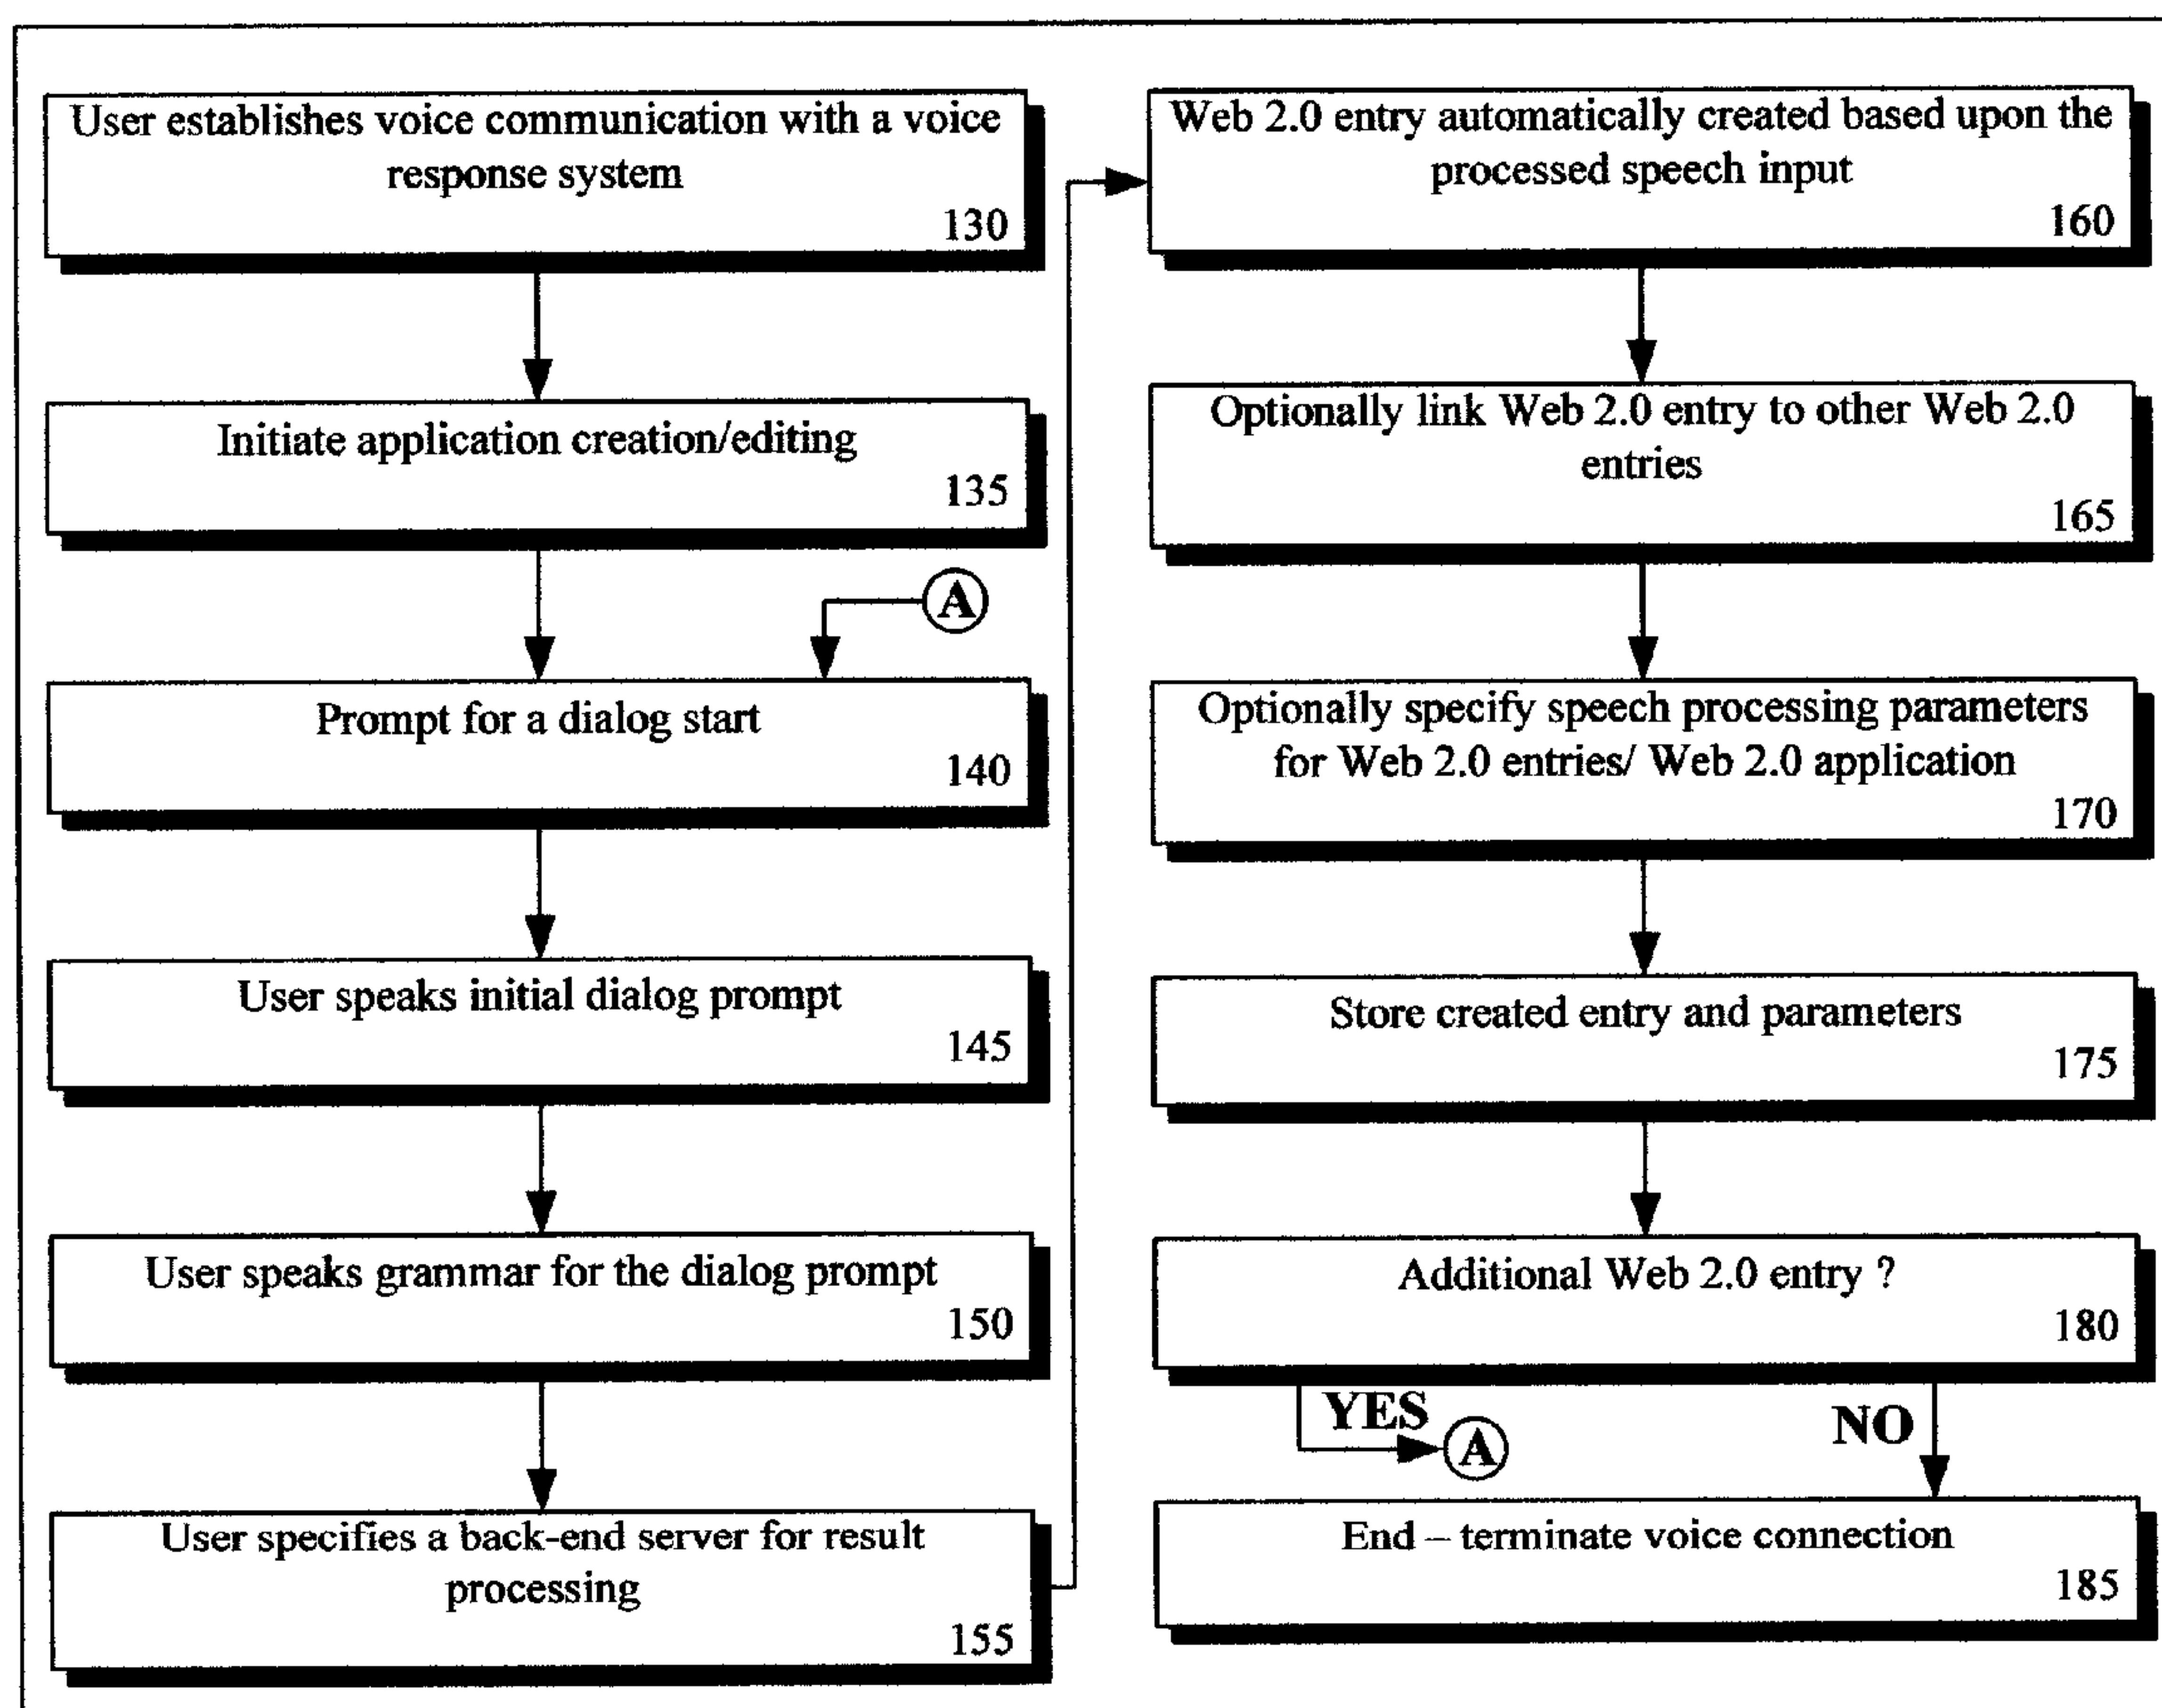 User establishes voice communication with a voice
response system
130
Initiate application creation/editing
135
A
Prompt for a dialog start
140
User speaks initial dialog prompt
145
User speaks grammar for the dialog prompt
150
User specifies a back-end server for result
processing
155
Web 2.0 entry automatically created based upon the
processed speech input
160
Optionally link Web 2.0 entry to other Web 2.0
entries
165
Optionally specify speech processing parameters
for Web 2.0 entries/ Web 2.0 application
170
Store created entry and parameters
175
Additional Web 2.0 entry ?
180
YES
A
NO
End – terminate voice connection
185